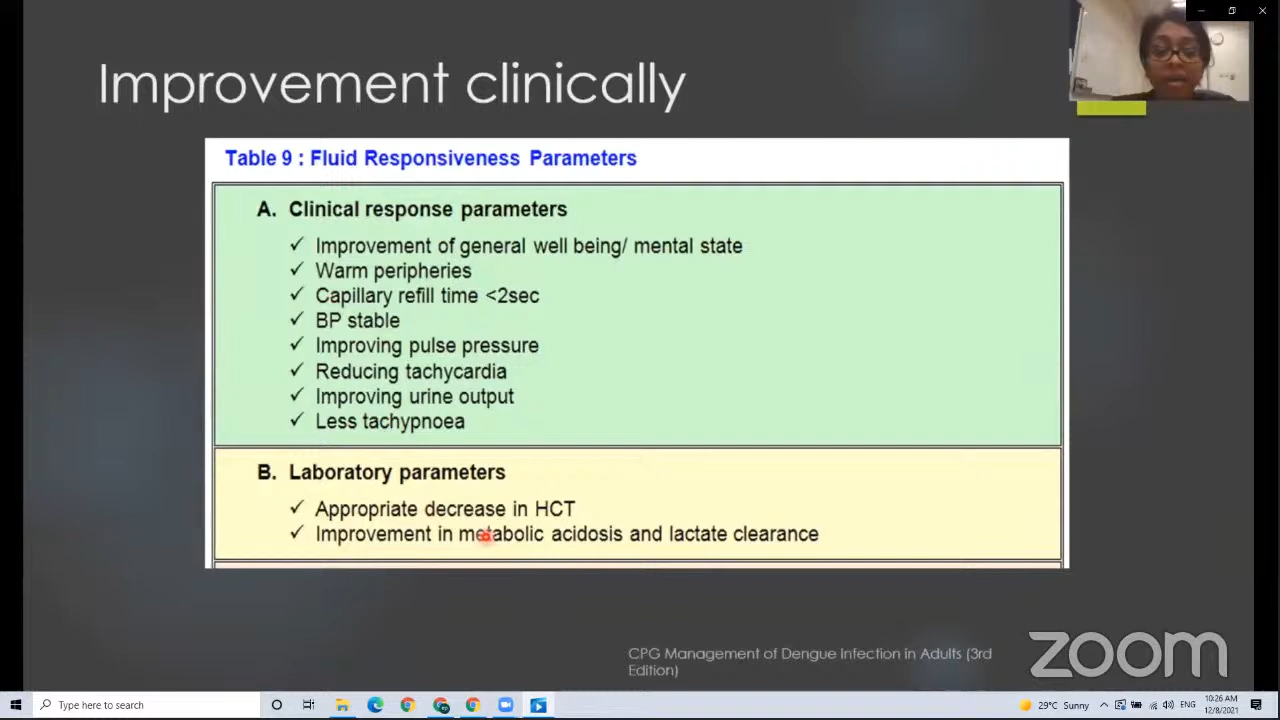 Improvement clinically
Table 9 : Fluid Responsiveness Parameters
A. Clinical response parameters
✓ Improvement of general well being/ mental state
✓ Warm peripheries
✓ Capillary refill time <2sec
✓ BP stable
✓ Improving pulse pressure
✓ Reducing tachycardia
✓ Improving urine output
✓ Less tachypnoea
B. Laboratory parameters
✓ Appropriate decrease in HCT
✓ Improvement in metabolic acidosis and lactate clearance
CPG Management of Dengue Infection in Adults (3rd
Edition)
zoom
Type here to search
29°C Sunny
ENG
10:26 AM
12/8/2021